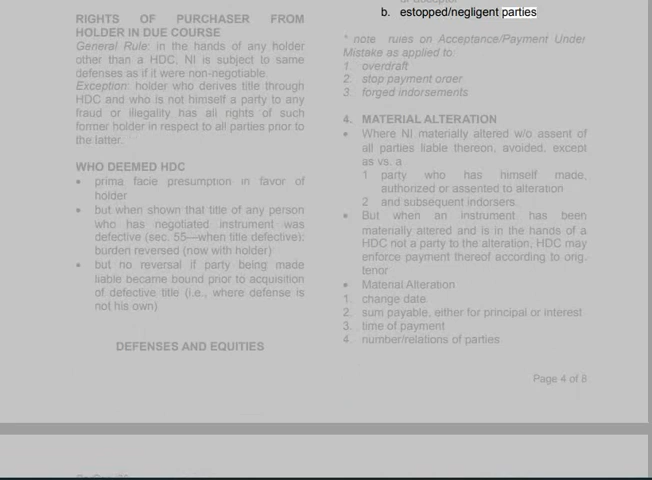 RIGHTS OF PURCHASER FROM
HOLDER IN DUE COURSE
General Rule: in the hands of any holder
other than a HDC, NI is subject to same
defenses as if it were non-negotiable.
Exception: holder who derives title through
HDC and who is not himself a party to any
fraud or illegality has all rights of such
former holder in respect to all parties prior to
the latter.
WHO DEEMED HDC
• prima facie presumption in favor of
holder
• but when shown that title of any person
who has negotiated instrument was
defective (sec. 55—when title defective):
burden reversed (now with holder)
• but no reversal if party being made
liable became bound prior to acquisition
of defective title (i.e., where defense is
not his own)
DEFENSES AND EQUITIES
b. estopped/negligent parties
* note rules on Acceptance/Payment Under
Mistake as applied to:
1. overdraft
2. stop payment order
3. forged indorsements
4. MATERIAL ALTERATION
• Where NI materially altered w/o assent of
all parties liable thereon, avoided, except
as vs. a
1 party who has himself made,
authorized or assented to alteration
2 and subsequent indorsers.
• But when an instrument has been
materially altered and is in the hands of a
HDC not a party to the alteration, HDC may
enforce payment thereof according to orig.
tenor
• Material Alteration
1. change date
2. sum payable, either for principal or interest
3. time of payment
4. number/relations of parties
Page 4 of 8